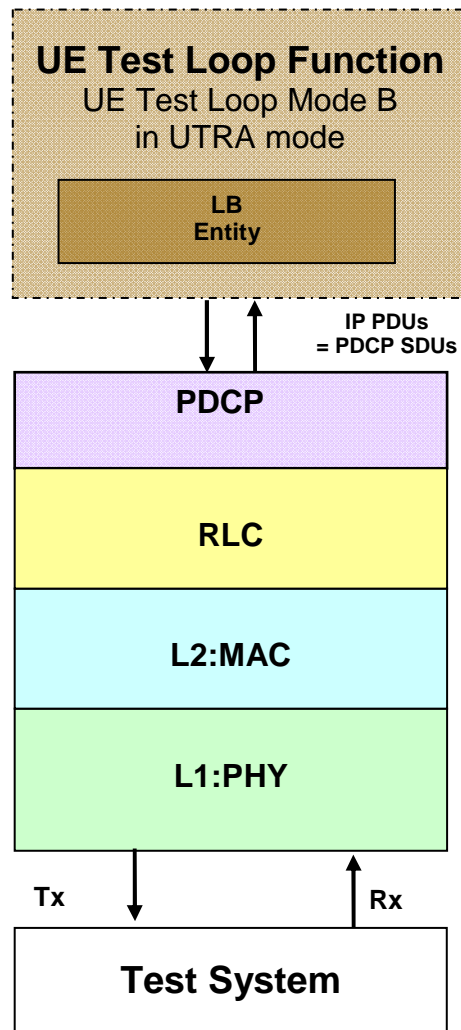 UE Test Loop Function
UE Test Loop Mode B
in UTRA mode
LB
Entity
IP PDUs
= PDCP SDUs
PDCP
RLC
L2:MAC
L1:PHY
Tx
Rx
Test System